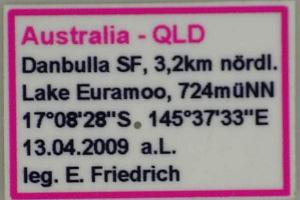 Australia - QLD
Danbulla SF, 3,2km nördl.
Lake Euramoo, 724müNN
17°08'28"S 145°37'33"E
13.04.2009 a.L.
leg. E. Friedrich